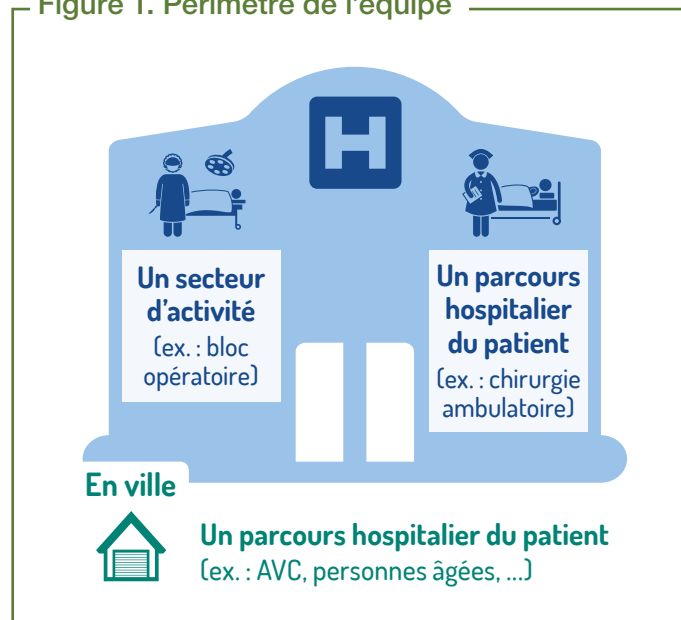 Figure 1. Périmètre de l'équipe
H
Un secteur
d'activité
(ex. : bloc
opératoire)
Un parcours
hospitalier
du patient
(ex. : chirurgie
ambulatoire)
En ville
Un parcours hospitalier du patient
(ex. : AVC, personnes âgées, ...)